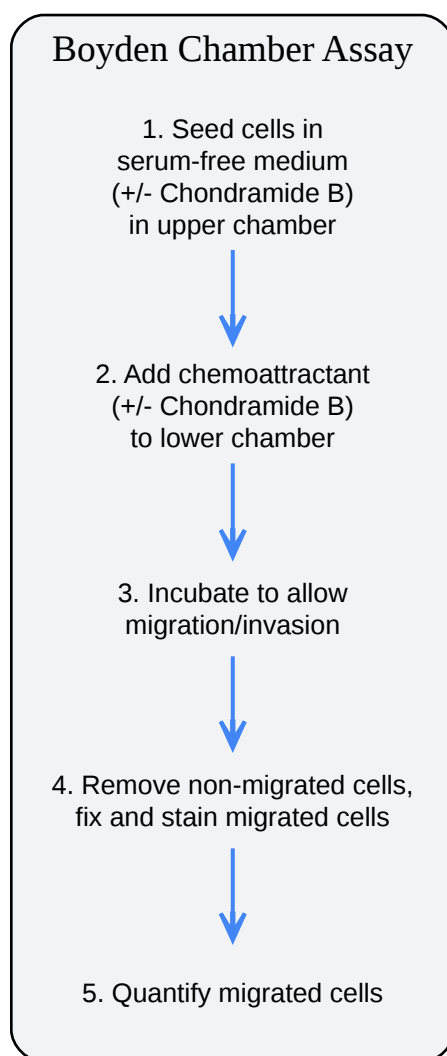 Boyden Chamber Assay
1. Seed cells in
serum-free medium
(+/- Chondramide B)
in upper chamber
2. Add chemoattractant
(+/- Chondramide B)
to lower chamber
3. Incubate to allow
migration/invasion
4. Remove non-migrated cells,
fix and stain migrated cells
5. Quantify migrated cells